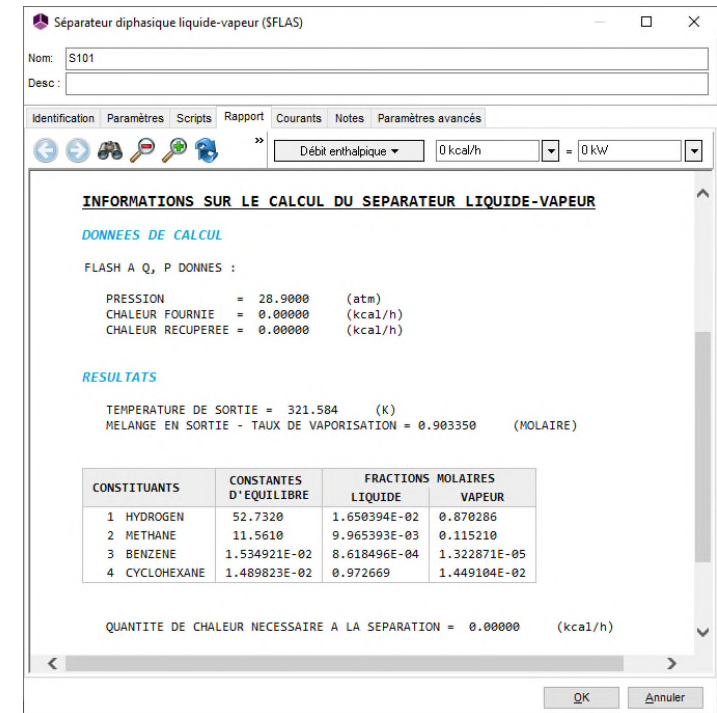 Séparateur diphasique liquide-vapeur ($FLAS)
Nom: S101
Desc :
Identification Paramètres Scripts Rapport Courants Notes Paramètres avancés
» Débit enthalpique 0 kcal/h = 0 kW
INFORMATIONS SUR LE CALCUL DU SEPARATEUR LIQUIDE-VAPEUR
DONNEES DE CALCUL
FLASH A Q, P DONNES :
PRESSION = 28.9000 (atm)
CHALEUR FOURNIE = 0.00000 (kcal/h)
CHALEUR RECUPEREE = 0.00000 (kcal/h)
RESULTATS
TEMPERATURE DE SORTIE = 321.584 (K)
MELANGE EN SORTIE - TAUX DE VAPORISATION = 0.903350 (MOLAIRE)
CONSTITUANTS CONSTANTES D'EQUILIBRE FRACTIONS MOLAIRES
LIQUIDE VAPEUR
1 HYDROGEN 52.7320 1.650394E-02 0.870286
2 METHANE 11.5610 9.965393E-03 0.115210
3 BENZENE 1.534921E-02 8.618496E-04 1.322871E-05
4 CYCLOHEXANE 1.489823E-02 0.972669 1.449104E-02
QUANTITE DE CHALEUR NECESSAIRE A LA SEPARATION = 0.00000 (kcal/h)
OK Annuler